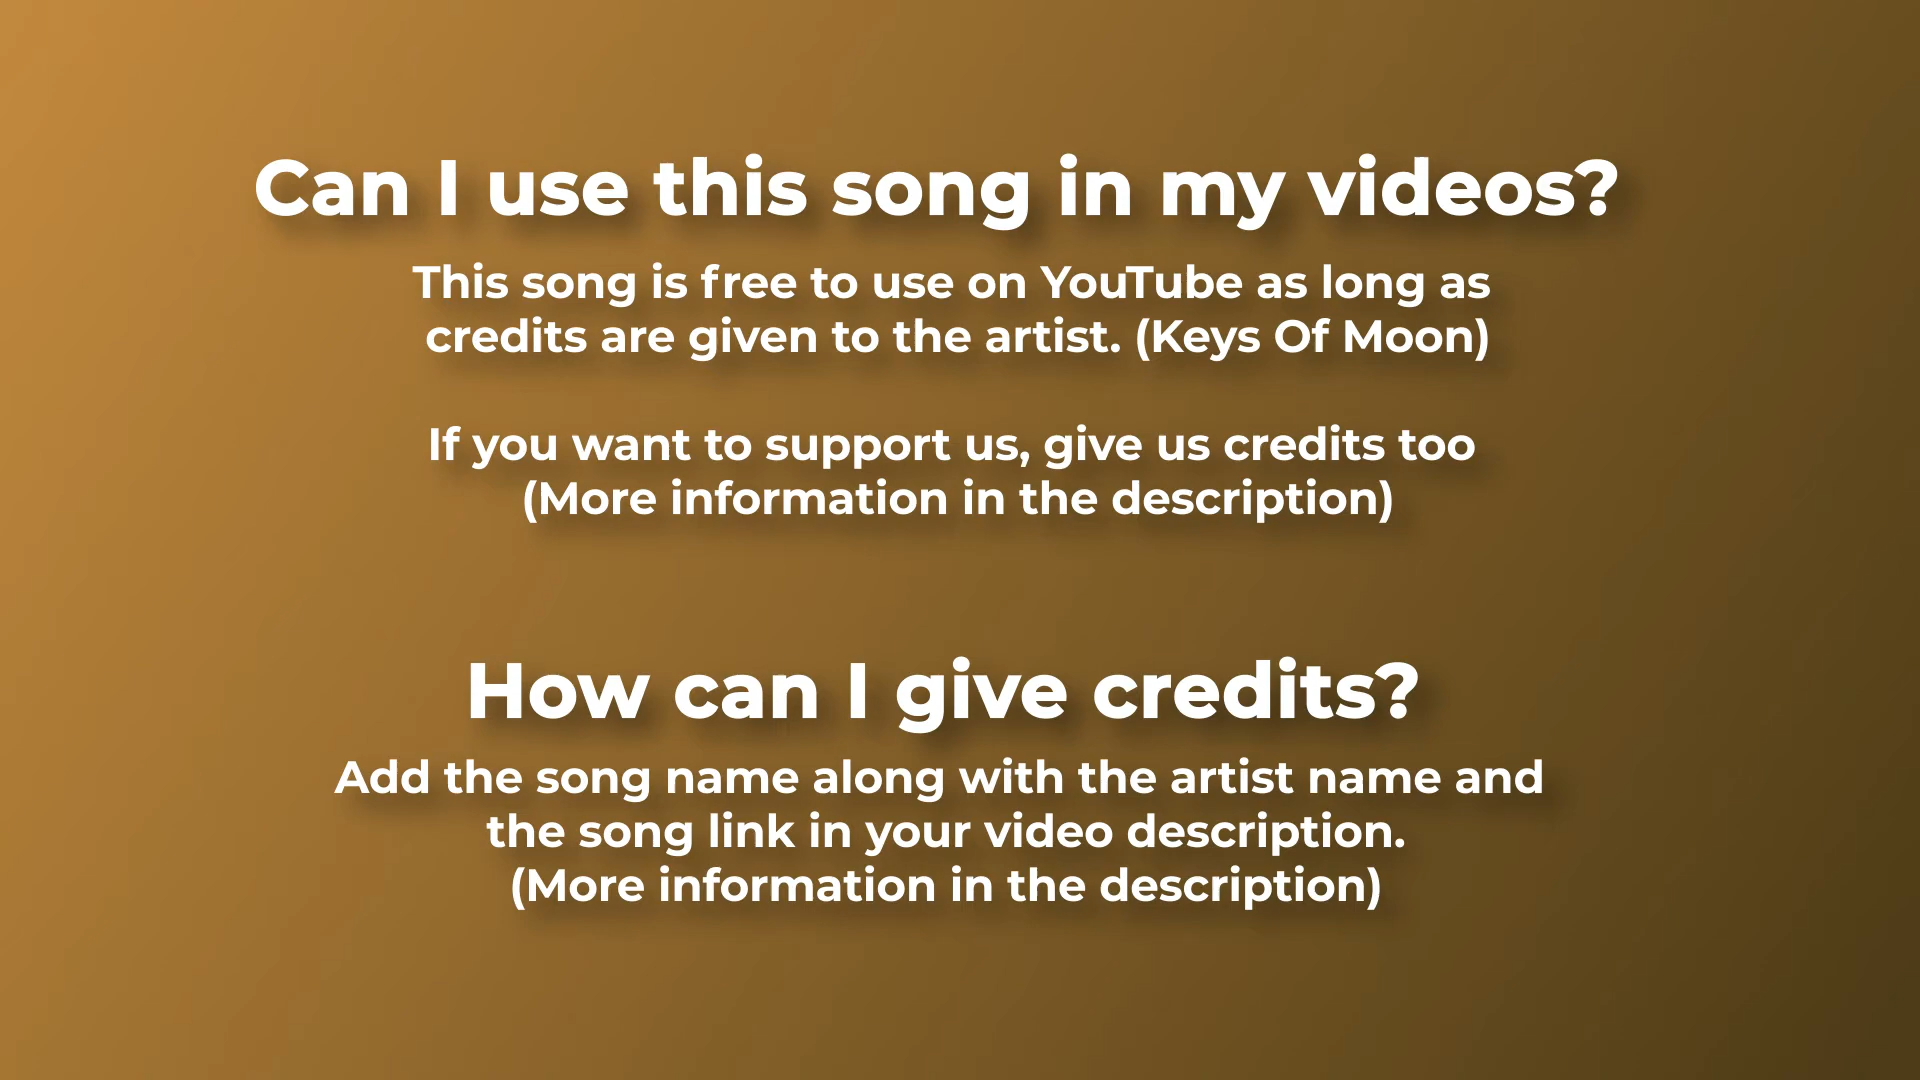 Can I use this song in my videos?
This song is free to use on YouTube as long as
credits are given to the artist. (Keys Of Moon)
If you want to support us, give us credits too
(More information in the description)
How can I give credits?
Add the song name along with the artist name and
the song link in your video description.
(More information in the description)